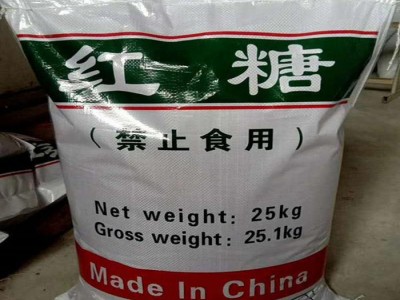 红糖
(禁止食用)
Net weight: 25kg
Gross weight: 25.1kg
Made In China